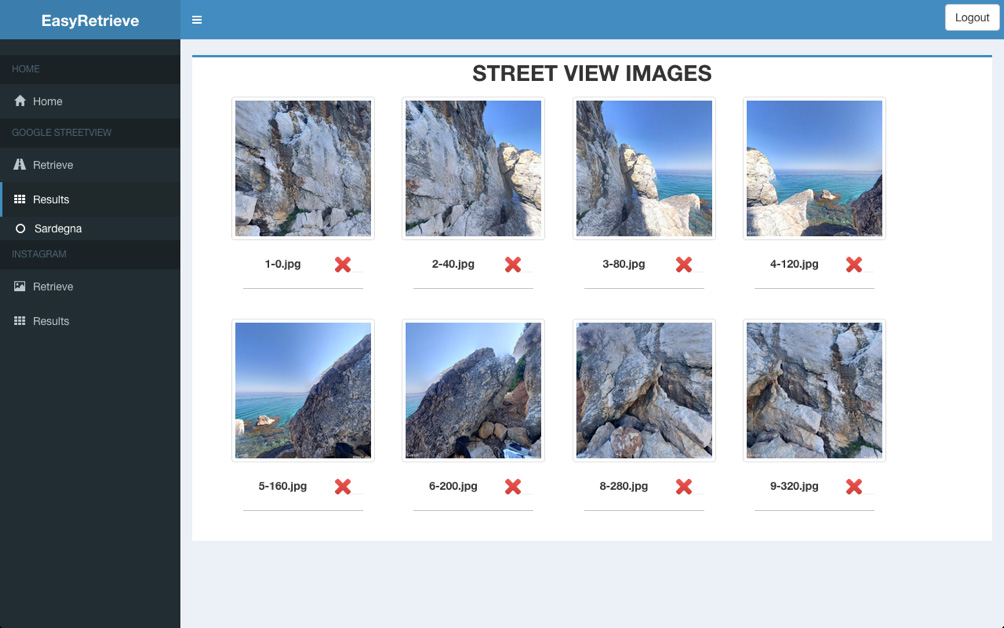 EasyRetrieve
Logout
HOME
Home
GOOGLE STREETVIEW
Retrieve
Results
Sardegna
INSTAGRAM
Retrieve
Results
STREET VIEW IMAGES
1-0.jpg
2-40.jpg
3-80.jpg
4-120.jpg
5-160.jpg
6-200.jpg
8-280.jpg
9-320.jpg